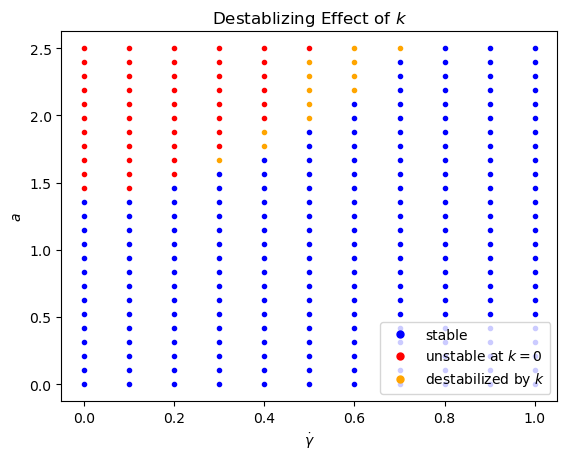 Destablizing Effect of k
2.5
2.0
1.5
1.0
0.5
0.0
a
stable
unstable at k = 0
destabilized by k
0.0 0.2 0.4 0.6 0.8 1.0
γ̇